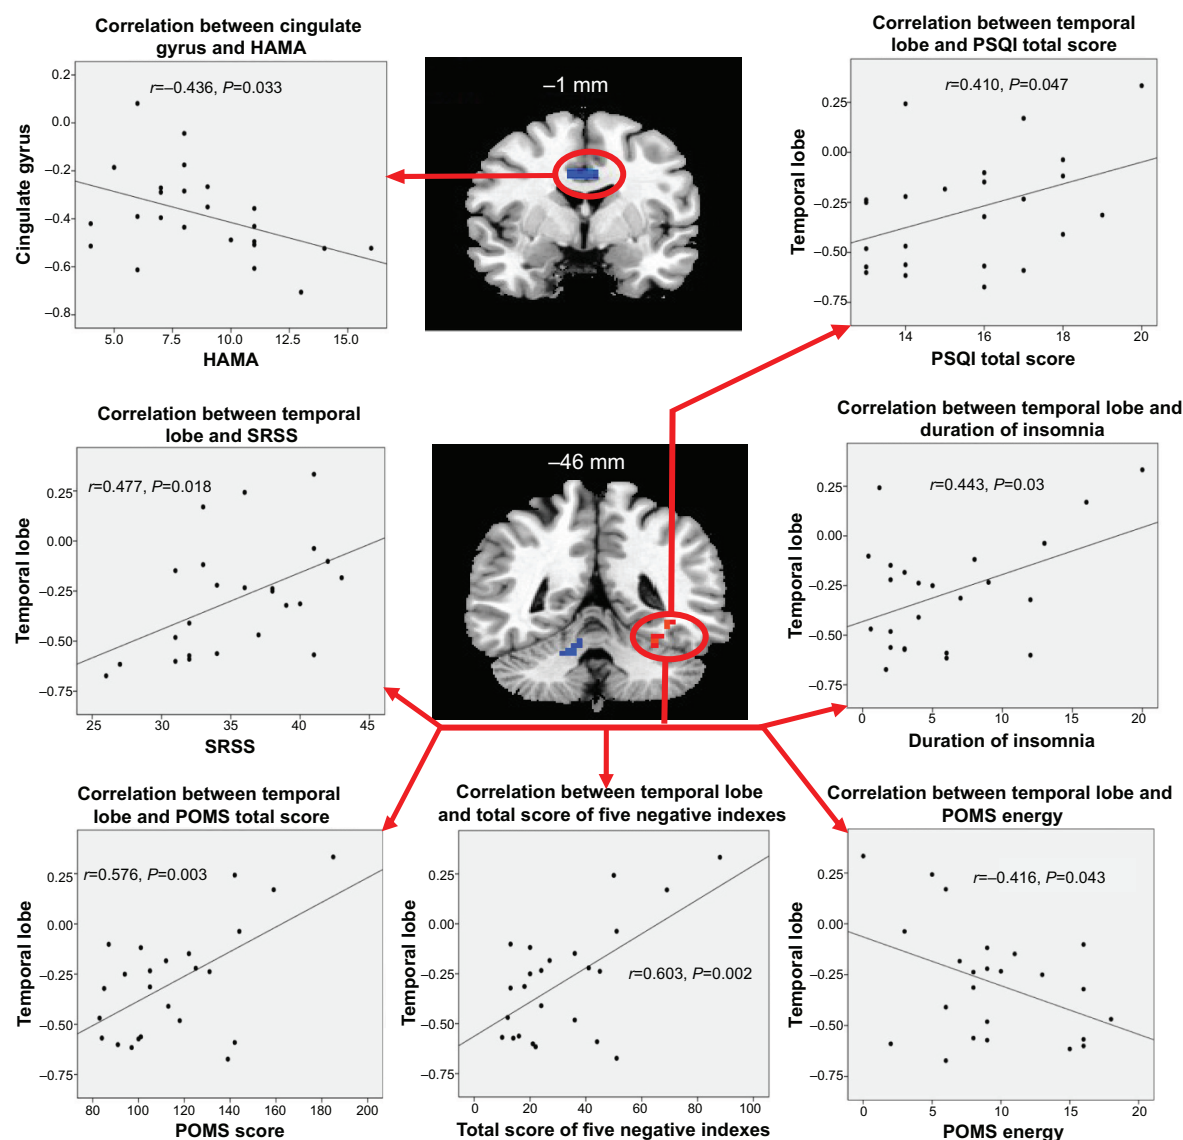 Correlation between cingulate
gyrus and HAMA
r=–0.436, P=0.033
0.2
0.0
–0.2
–0.4
–0.6
–0.8
Cingulate gyrus
5.0 7.5 10.0 12.5 15.0
HAMA
–1 mm
Correlation between temporal
lobe and PSQI total score
r=0.410, P=0.047
0.25
0.00
–0.25
–0.50
–0.75
Temporal lobe
14 16 18 20
PSQI total score
Correlation between temporal
lobe and SRSS
r=0.477, P=0.018
0.25
0.00
–0.25
–0.50
–0.75
Temporal lobe
25 30 35 40 45
SRSS
–46 mm
Correlation between temporal lobe and
duration of insomnia
r=0.443, P=0.03
0.25
0.00
–0.25
–0.50
–0.75
Temporal lobe
0 5 10 15 20
Duration of insomnia
Correlation between temporal
lobe and POMS total score
r=0.576, P=0.003
0.25
0.00
–0.25
–0.50
–0.75
Temporal lobe
80 100 120 140 160 180 200
POMS score
Correlation between temporal lobe
and total score of five negative indexes
r=0.603, P=0.002
0.25
0.00
–0.25
–0.50
–0.75
Temporal lobe
0 20 40 60 80 100
Total score of five negative indexes
Correlation between temporal lobe and
POMS energy
r=–0.416, P=0.043
0.25
0.00
–0.25
–0.50
–0.75
Temporal lobe
0 5 10 15 20
POMS energy